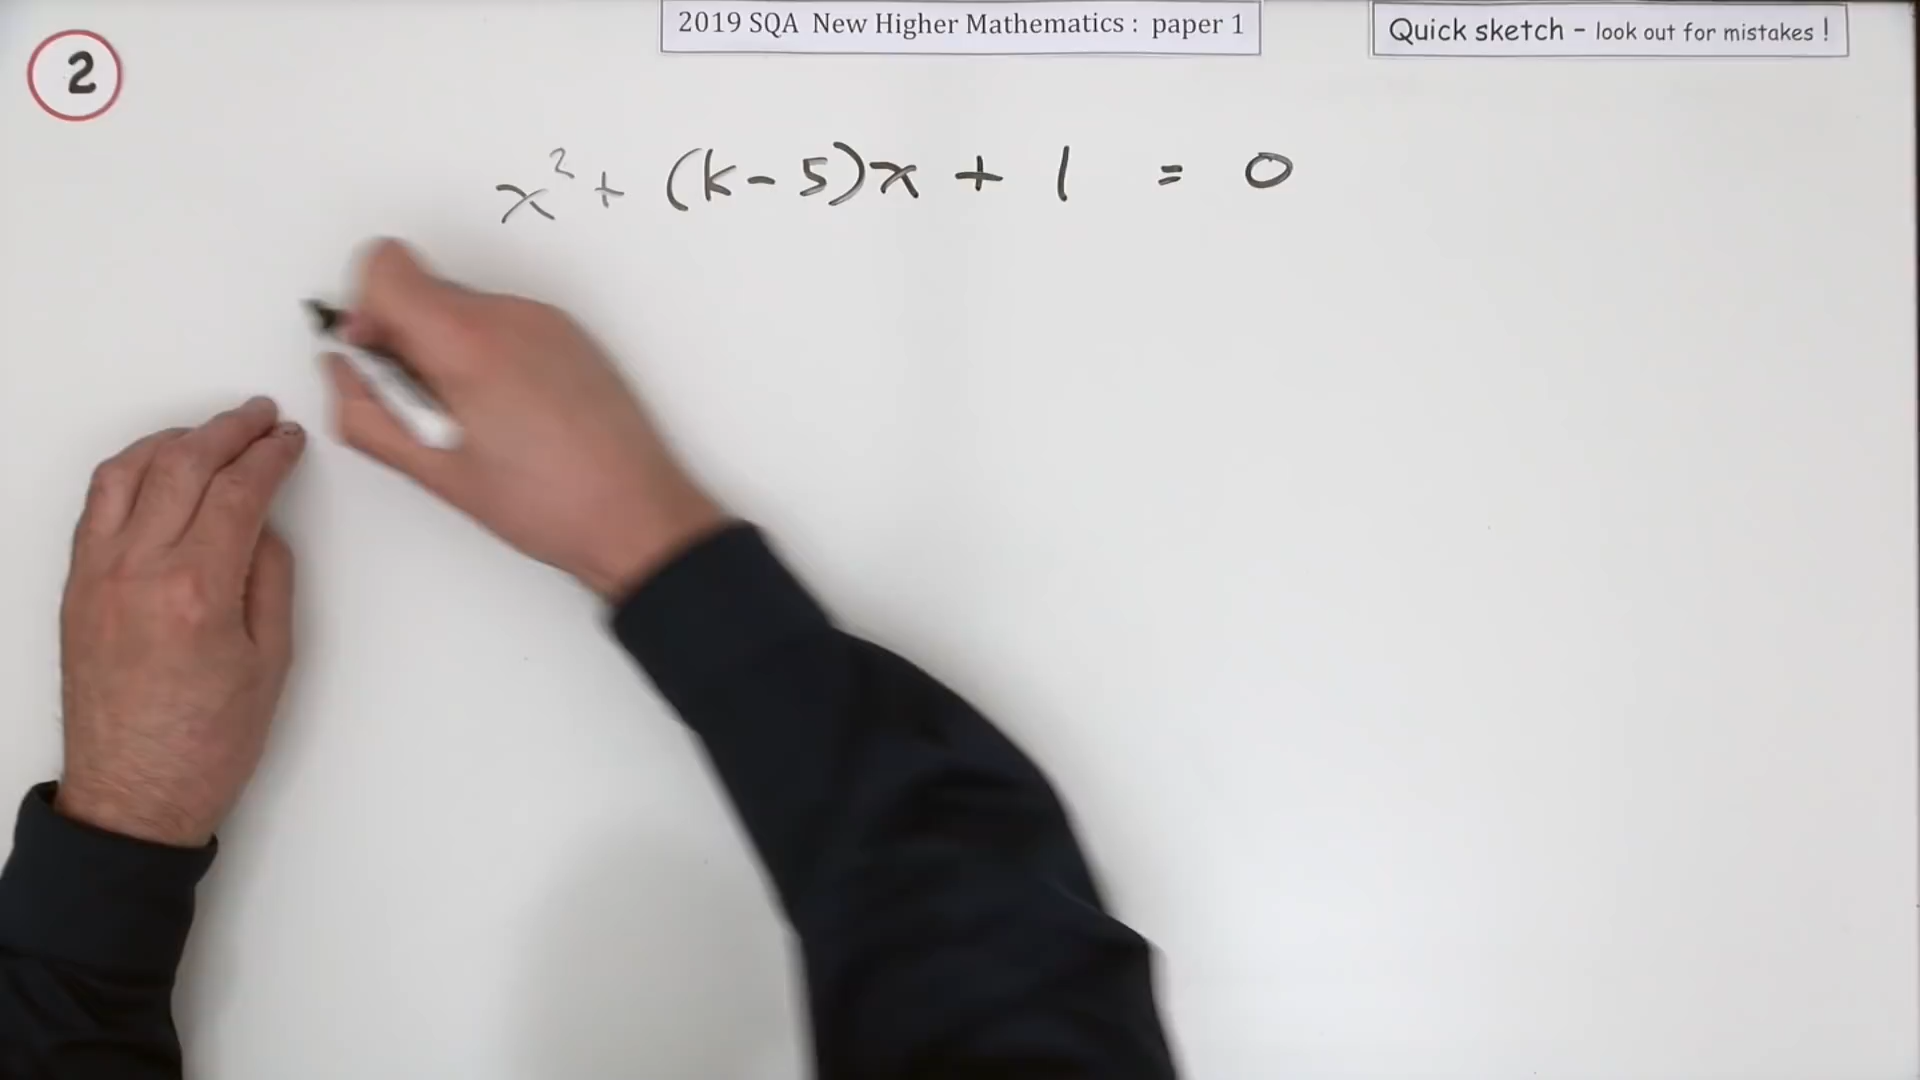 2019 SQA New Higher Mathematics : paper 1
Quick sketch - look out for mistakes !
2
x² + (k - 5)x + 1 = 0